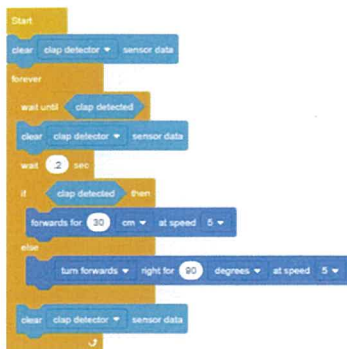 Start
clear clap detector sensor data
forever
wait until clap detected
clear clap detector sensor data
wait .2 sec
if clap detected then
forwards for 30 cm at speed 5
else
turn forwards right for 90 degrees at speed 5
clear clap detector sensor data